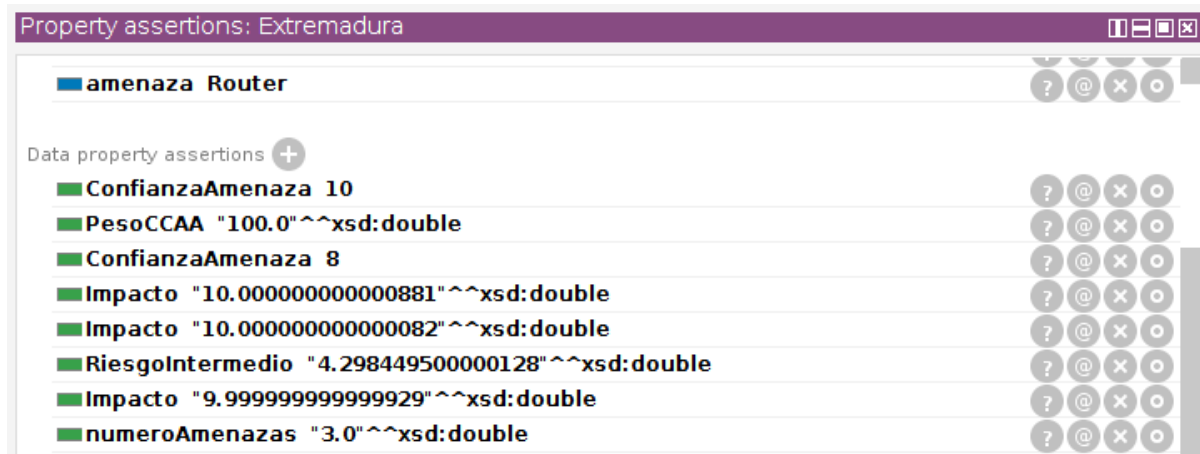 Property assertions: Extremadura
amenaza Router
Data property assertions
ConfianzaAmenaza 10
PesoCCAA "100.0"^^xsd:double
ConfianzaAmenaza 8
Impacto "10.000000000000881"^^xsd:double
Impacto "10.000000000000082"^^xsd:double
RiesgoIntermedio "4.298449500000128"^^xsd:double
Impacto "9.999999999999929"^^xsd:double
numeroAmenazas "3.0"^^xsd:double